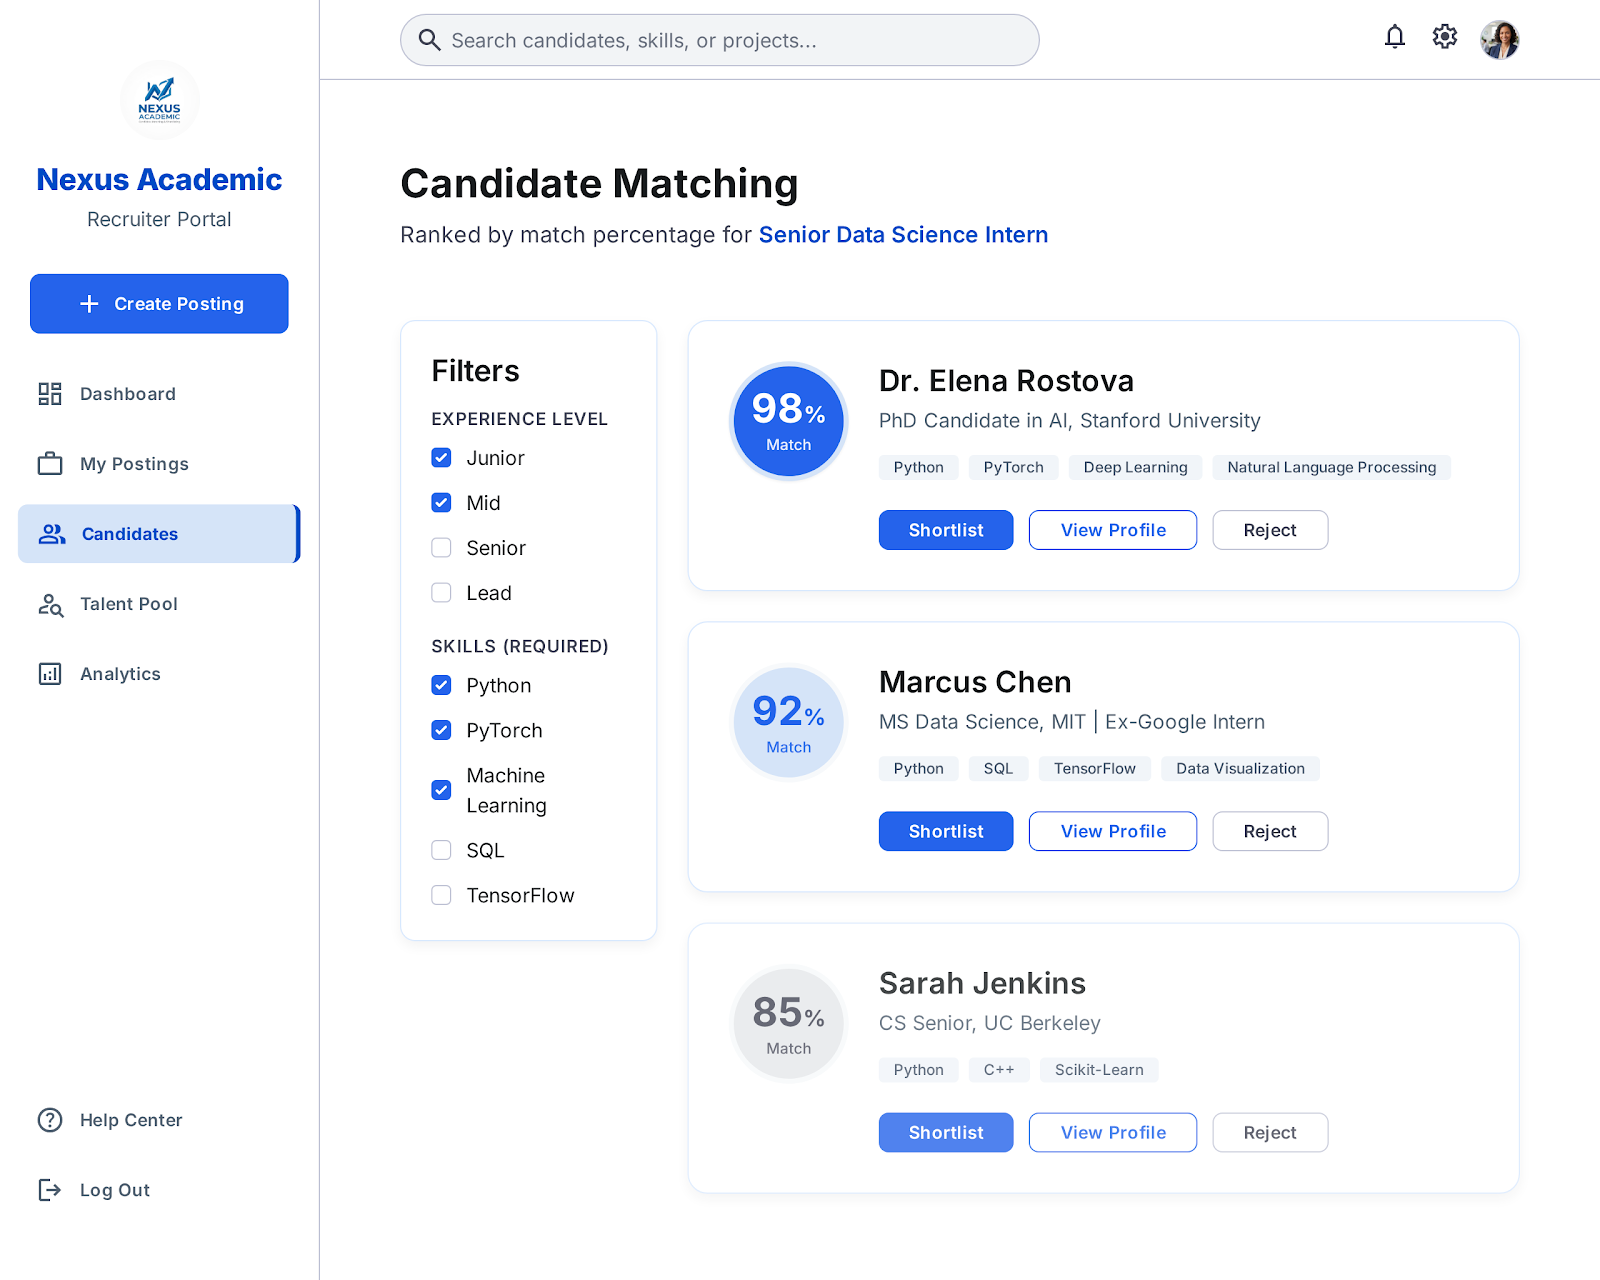 NEXUS
ACADEMIC
Nexus Academic
Recruiter Portal
Create Posting
Dashboard
My Postings
Candidates
Talent Pool
Analytics
Help Center
Log Out
Search candidates, skills, or projects...
Candidate Matching
Ranked by match percentage for Senior Data Science Intern
Filters
EXPERIENCE LEVEL
Junior
Mid
Senior
Lead
SKILLS (REQUIRED)
Python
PyTorch
Machine
Learning
SQL
TensorFlow
98%
Match
Dr. Elena Rostova
PhD Candidate in AI, Stanford University
Python PyTorch Deep Learning Natural Language Processing
Shortlist View Profile Reject
92%
Match
Marcus Chen
MS Data Science, MIT | Ex-Google Intern
Python SQL TensorFlow Data Visualization
Shortlist View Profile Reject
85%
Match
Sarah Jenkins
CS Senior, UC Berkeley
Python C++ Scikit-Learn
Shortlist View Profile Reject